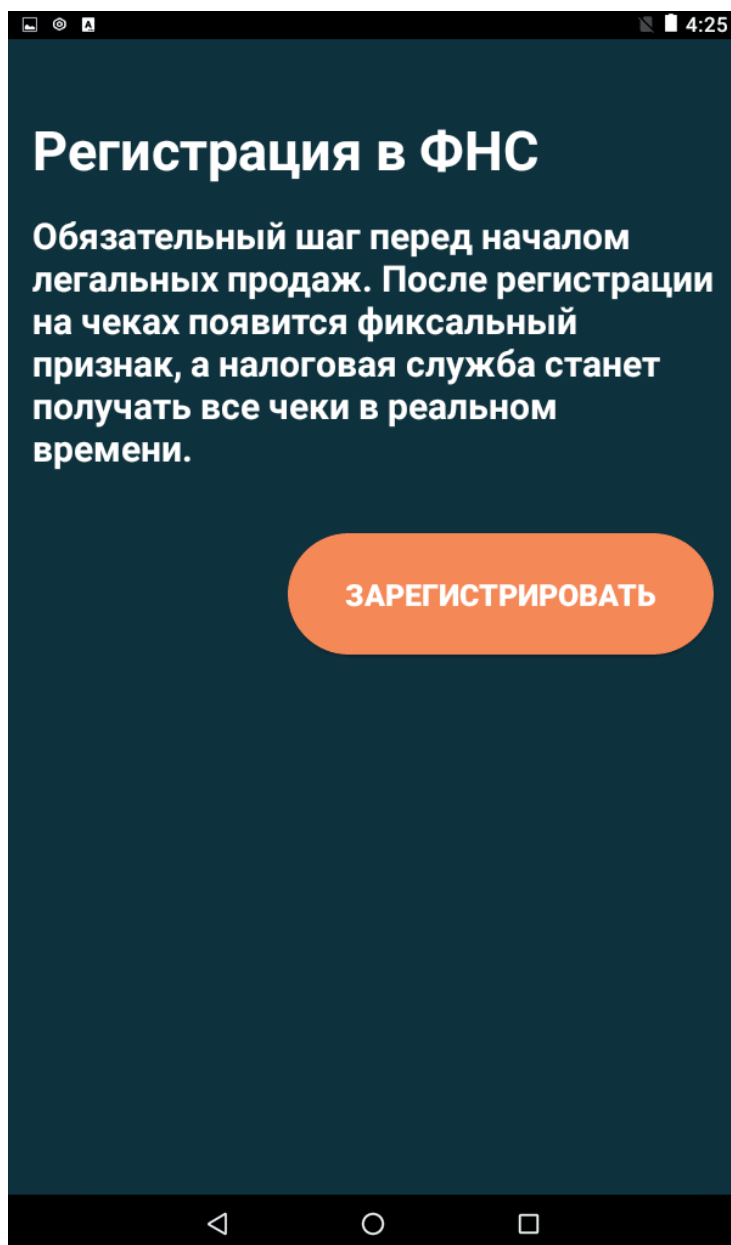 4:25
Регистрация в ФНС
Обязательный шаг перед началом
легальных продаж. После регистрации
на чеках появится фиксальный
признак, а налоговая служба станет
получать все чеки в реальном
времени.
ЗАРЕГИСТРИРОВАТЬ